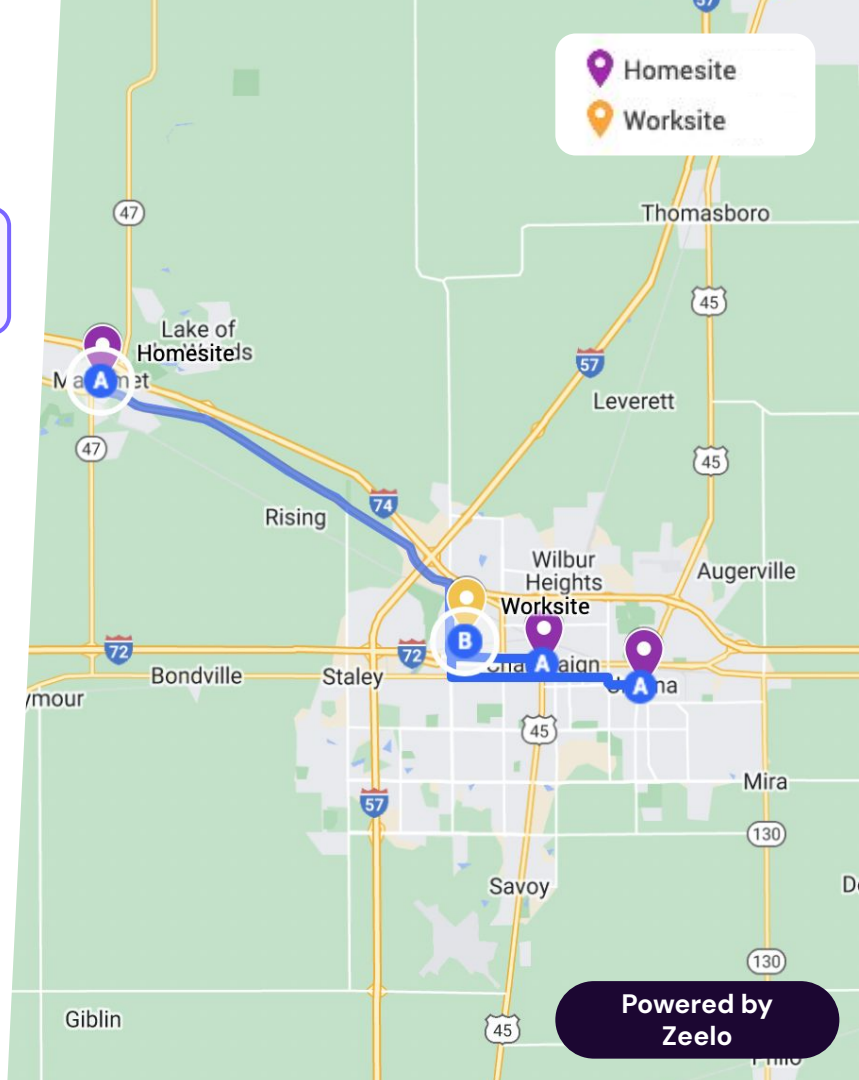 57
Homesite
Worksite
47
Thomasboro
45
Lake of
Homesite
57
A
Leverett
47
45
74
Rising
Wilbur
Heights
Augerville
Worksite
72
72
B
A
Bondville
Staley
A
45
Mira
57
130
Savoy
130
Powered by
Zeelo
Giblin
45